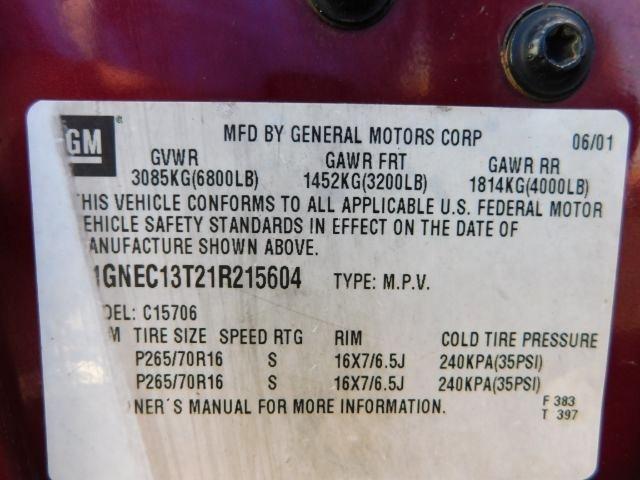 GM
MFD BY GENERAL MOTORS CORP 06/01
GVWR GAWR FRT GAWR RR
3085KG(6800LB) 1452KG(3200LB) 1814KG(4000LB)
THIS VEHICLE CONFORMS TO ALL APPLICABLE U.S. FEDERAL MOTOR
EHICLE SAFETY STANDARDS IN EFFECT ON THE DATE OF
ANUFACTURE SHOWN ABOVE.
1GNEC13T21R215604 TYPE: M.P.V.
DEL: C15706
M TIRE SIZE SPEED RTG RIM COLD TIRE PRESSURE
P265/70R16 S 16X7/6.5J 240KPA(35PSI)
P265/70R16 S 16X7/6.5J 240KPA(35PSI)
NER'S MANUAL FOR MORE INFORMATION.
F 383
T 397